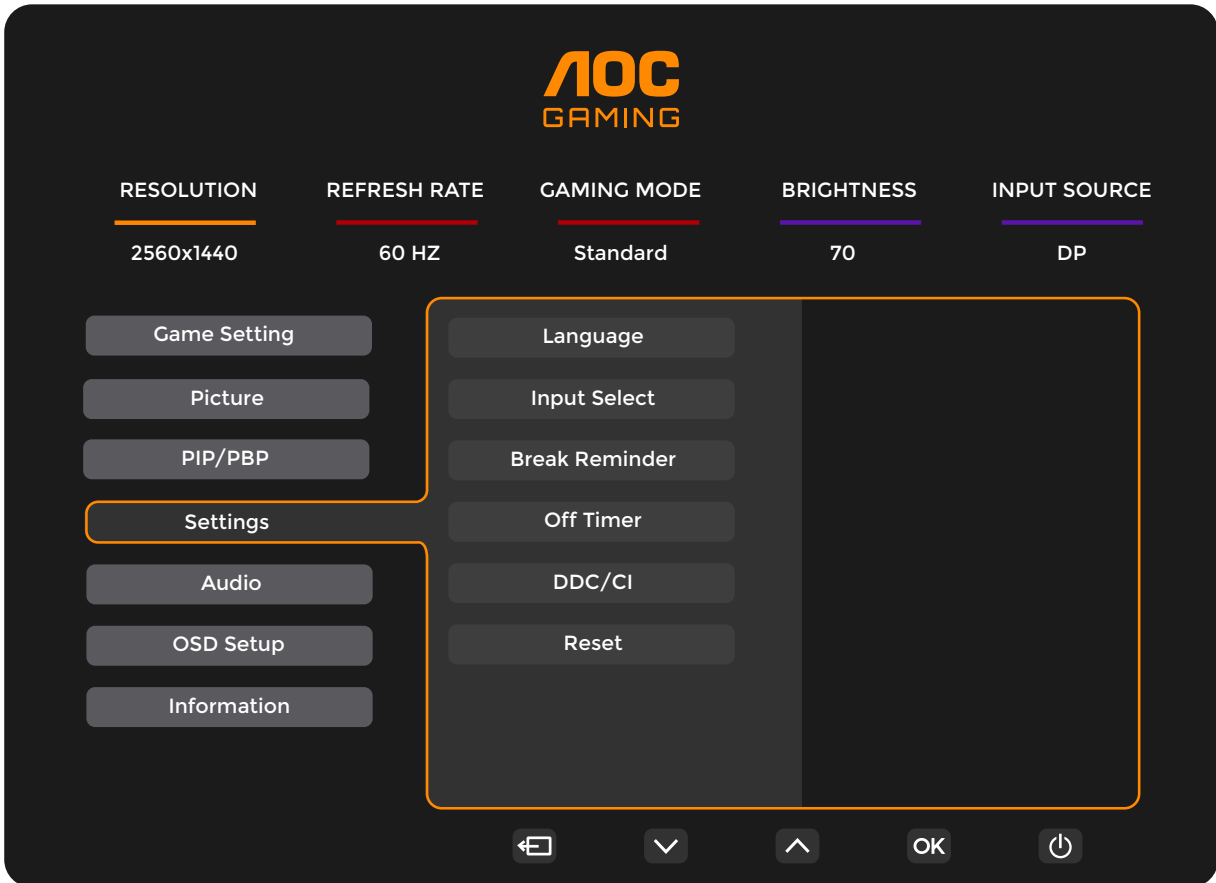 AOC
GAMING
RESOLUTION REFRESH RATE GAMING MODE BRIGHTNESS INPUT SOURCE
2560x1440 60 HZ Standard 70 DP
Game Setting
Picture
PIP/PBP
Settings
Audio
OSD Setup
Information
Language
Input Select
Break Reminder
Off Timer
DDC/CI
Reset
OK